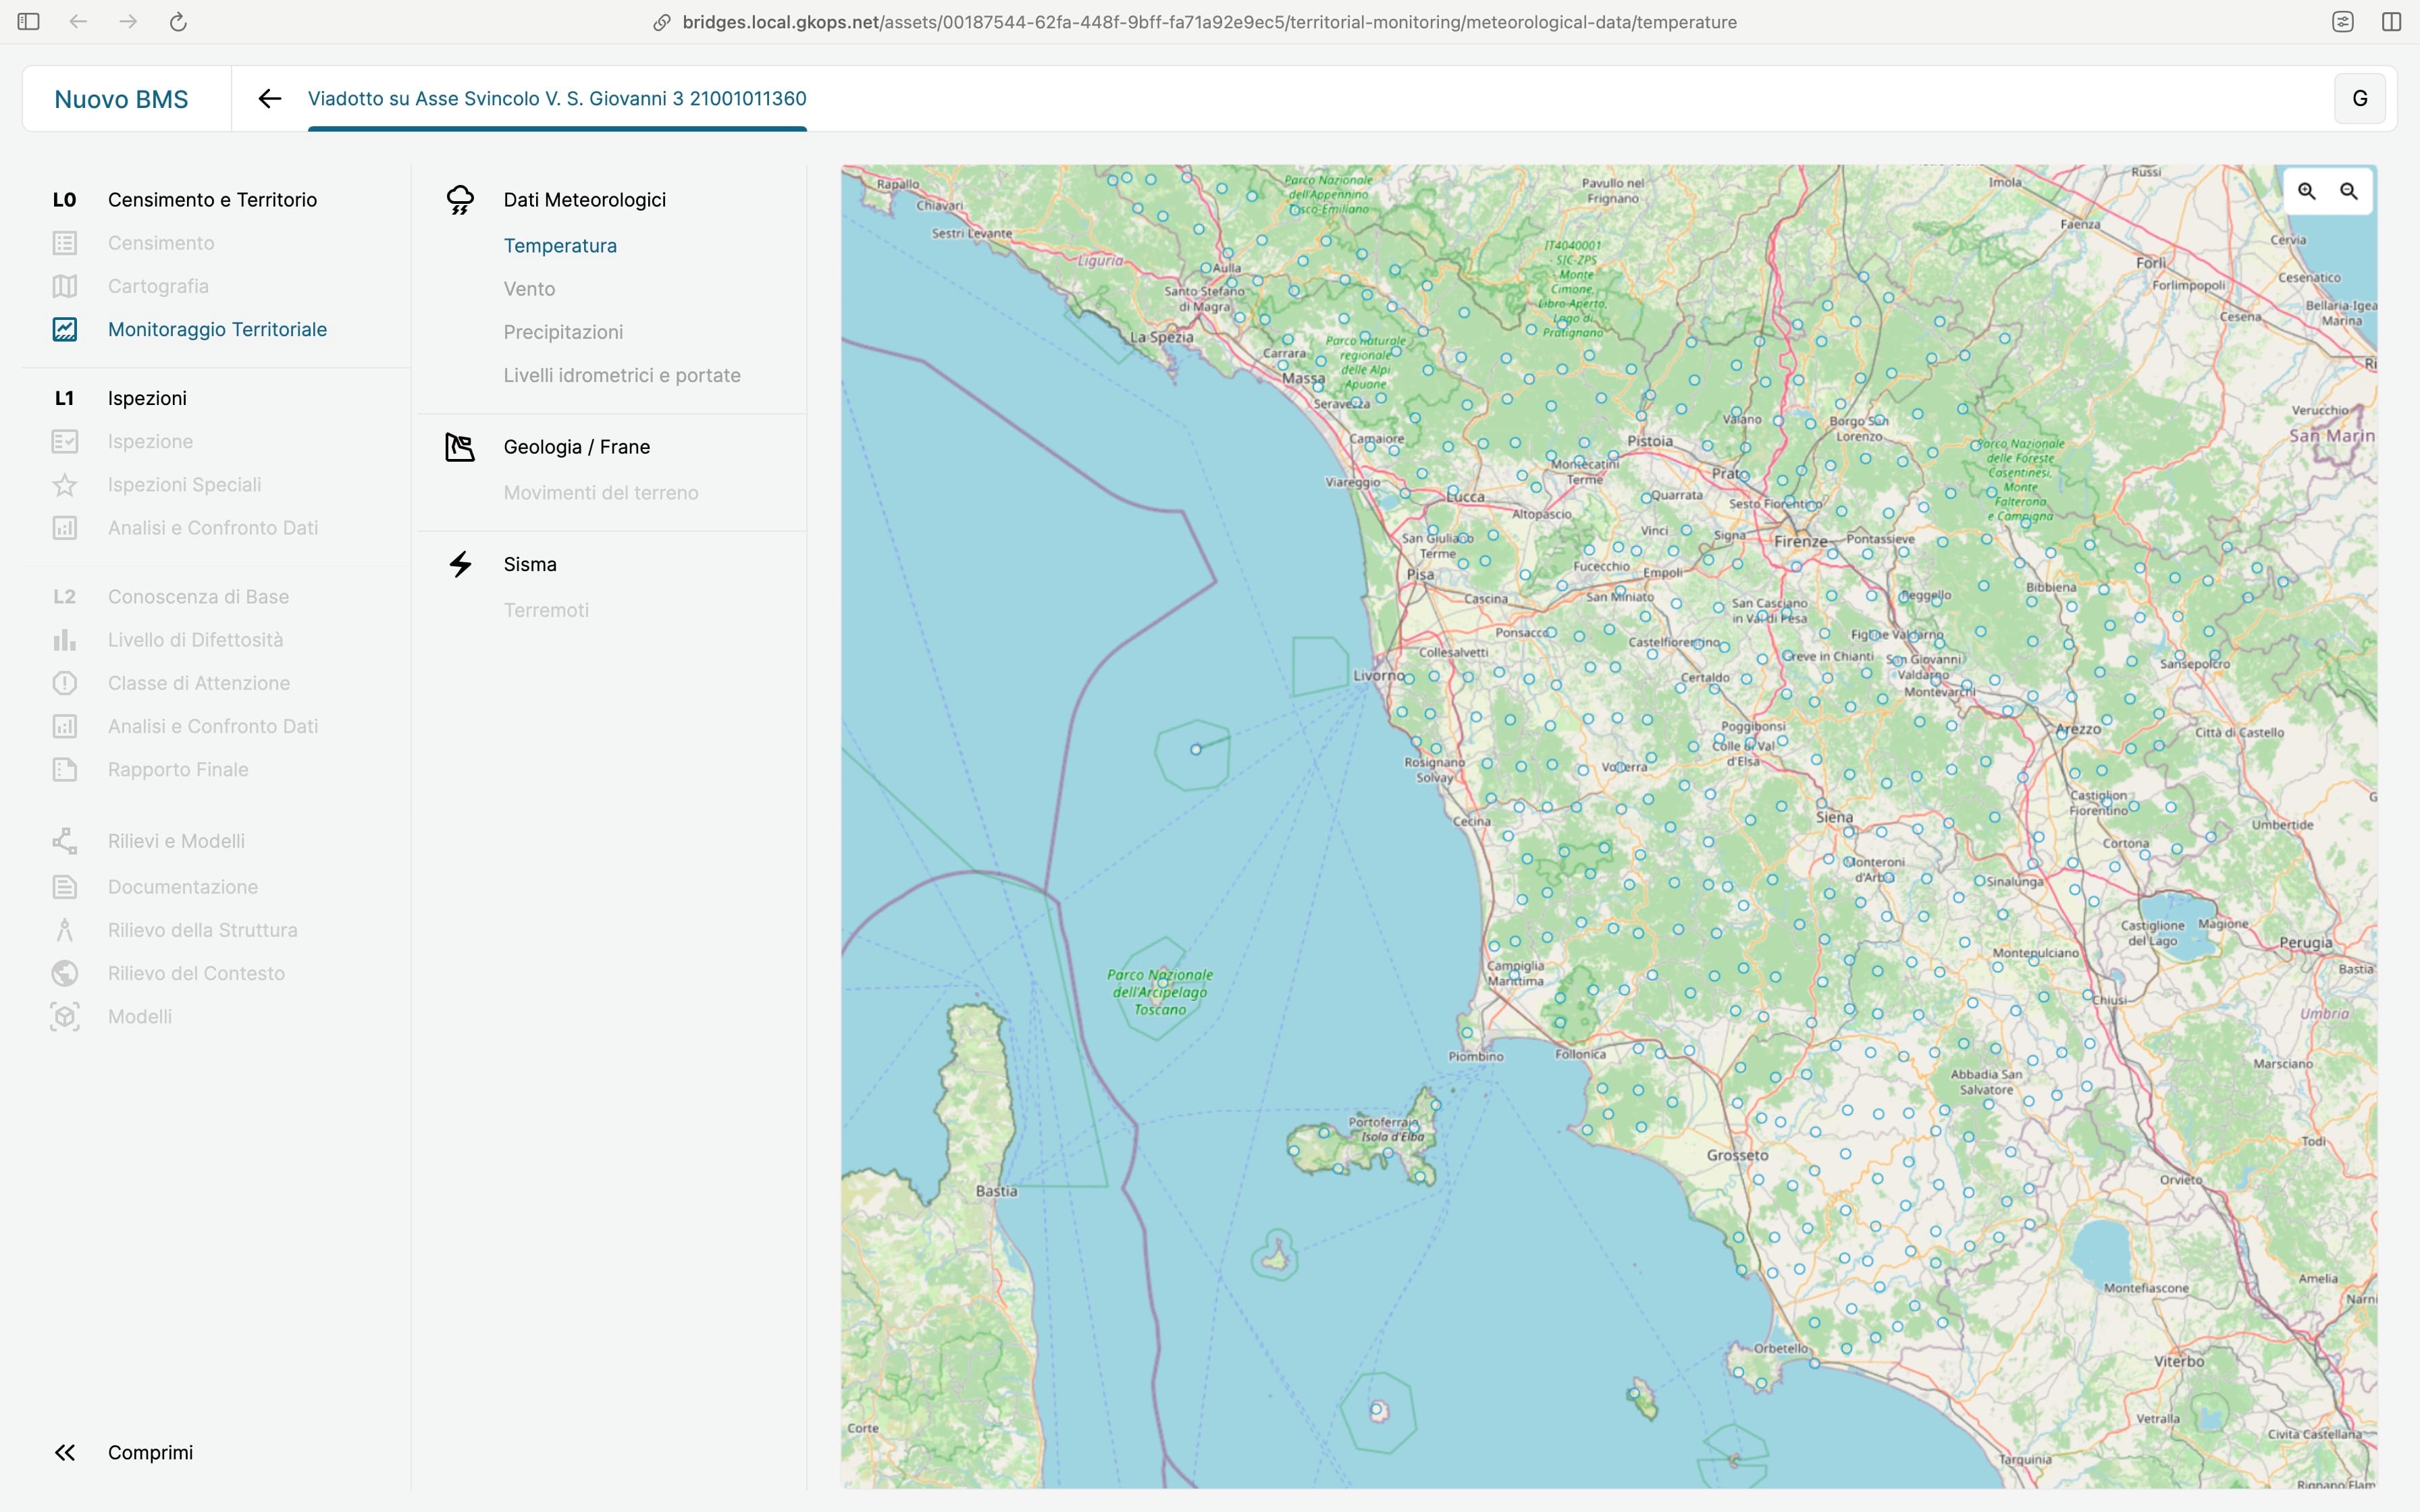 bridges.local.gkops.net/assets/00187544-62fa-448f-9bff-fa71a92e9ec5/territorial-monitoring/meteorological-data/temperature
Nuovo BMS
Viadotto su Asse Svincolo V. S. Giovanni 3 21001011360
G
L0 Censimento e Territorio
Censimento
Cartografia
Monitoraggio Territoriale
L1 Ispezioni
Ispezione
Ispezioni Speciali
Analisi e Confronto Dati
L2 Conoscenza di Base
Livello di Difettosità
Classe di Attenzione
Analisi e Confronto Dati
Rapporto Finale
Rilievi e Modelli
Documentazione
Rilievo della Struttura
Rilievo del Contesto
Modelli
Comprimi
Dati Meteorologici
Temperatura
Vento
Precipitazioni
Livelli idrometrici e portate
Geologia / Frane
Movimenti del terreno
Sisma
Terremoti
Rapallo
Chiavari
Sestri Levante
Liguria
Parco Nazionale
dell'Appennino
Tosco-Emiliano
Pavullo nel
Frignano
Imola
Russi
Faenza
Cervia
Forlì
Forlimpopoli
Cesenatico
Bellaria-Igea
Marina
Cesena
Ri
Aulla
Santo Stefano
di Magra
La Spezia
IT4040001
- SIC-ZPS
- Monte
Cimone,
Libro Aperto,
Lago di
Pratignano
Carrara
Massa
Seravezza
Parco naturale
regionale
delle Alpi
Apuane
Camaiore
Viareggio
Lucca
Pistoia
Montecatini
Terme
Vaiano
Prato
Quarrata
Altopascio
Borgo San
Lorenzo
Verucchio
San Marin
Parco Nazionale
delle Foreste
Casentinesi,
Monte
Falterona
e Campigna
Sesto Fiorentino
Vinci
Signa
Firenze
Pontassieve
San Giuliano
Terme
Pisa
Cascina
Fucecchio
Empoli
San Miniato
San Casciano
in Val di Pesa
Reggello
Bibbiena
Ponsacco
Castelfiorentino
Figline Valdarno
Collesalvetti
Livorno
Greve in Chianti
San Giovanni
Valdarno
Montevarchi
Certaldo
Sansepolcro
Poggibonsi
Colle di Val
d'Elsa
Arezzo
Città di Castello
Rosignano
Solvay
Volterra
Cecina
Siena
Castiglion
Fiorentino
G
Umbertide
Cortona
Monteroni
d'Arbia
Sinalunga
Castiglione
del Lago
Magione
Perugia
Bastia
Montepulciano
Chiusi
Umbria
Campiglia
Marittima
Parco Nazionale
dell'Arcipelago
Toscano
Piombino
Follonica
Marsciano
Abbadia San
Salvatore
Portoferraio
Isola d'Elba
Grosseto
Todi
Orvieto
Bastia
Amelia
Narni
Montefiascone
Orbetello
Viterbo
Vetralla
Civita Castellana
Tarquinia
Rignano Flam
Corte